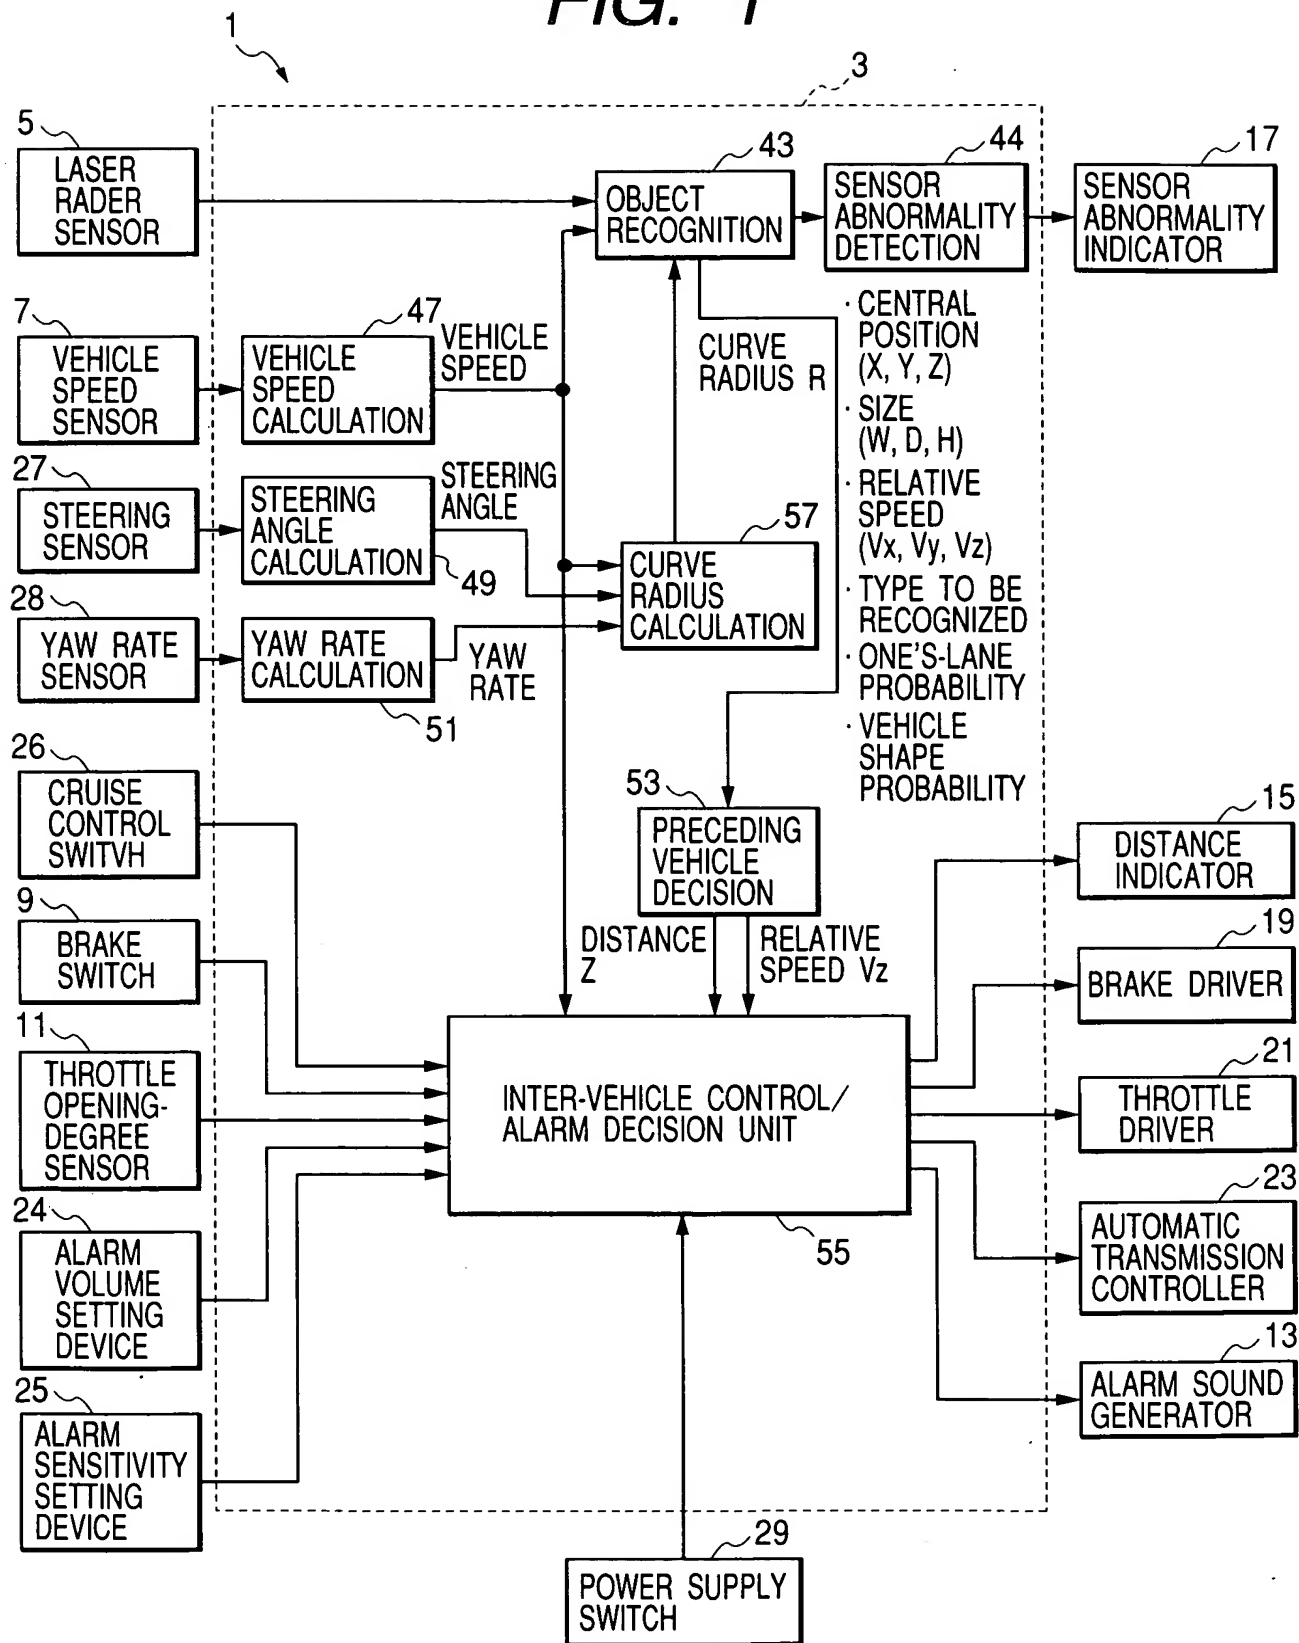 FIG. 1
1
3
5
LASER
RADER
SENSOR
43
OBJECT
RECOGNITION
44
SENSOR
ABNORMALITY
DETECTION
17
SENSOR
ABNORMALITY
INDICATOR
7
VEHICLE
SPEED
SENSOR
47
VEHICLE
SPEED
CALCULATION
VEHICLE
SPEED
CURVE
RADIUS R
· CENTRAL
POSITION
(X, Y, Z)
· SIZE
(W, D, H)
· RELATIVE
SPEED
(Vx, Vy, Vz)
· TYPE TO BE
RECOGNIZED
· ONE'S-LANE
PROBABILITY
· VEHICLE
SHAPE
PROBABILITY
27
STEERING
SENSOR
STEERING
ANGLE
CALCULATION
49
STEERING
ANGLE
57
CURVE
RADIUS
CALCULATION
28
YAW RATE
SENSOR
YAW RATE
CALCULATION
51
YAW
RATE
26
CRUISE
CONTROL
SWITVH
53
PRECEDING
VEHICLE
DECISION
15
DISTANCE
INDICATOR
9
BRAKE
SWITCH
DISTANCE
Z
RELATIVE
SPEED Vz
19
BRAKE DRIVER
11
THROTTLE
OPENING-
DEGREE
SENSOR
INTER-VEHICLE CONTROL/
ALARM DECISION UNIT
55
21
THROTTLE
DRIVER
24
ALARM
VOLUME
SETTING
DEVICE
23
AUTOMATIC
TRANSMISSION
CONTROLLER
25
ALARM
SENSITIVITY
SETTING
DEVICE
13
ALARM SOUND
GENERATOR
29
POWER SUPPLY
SWITCH